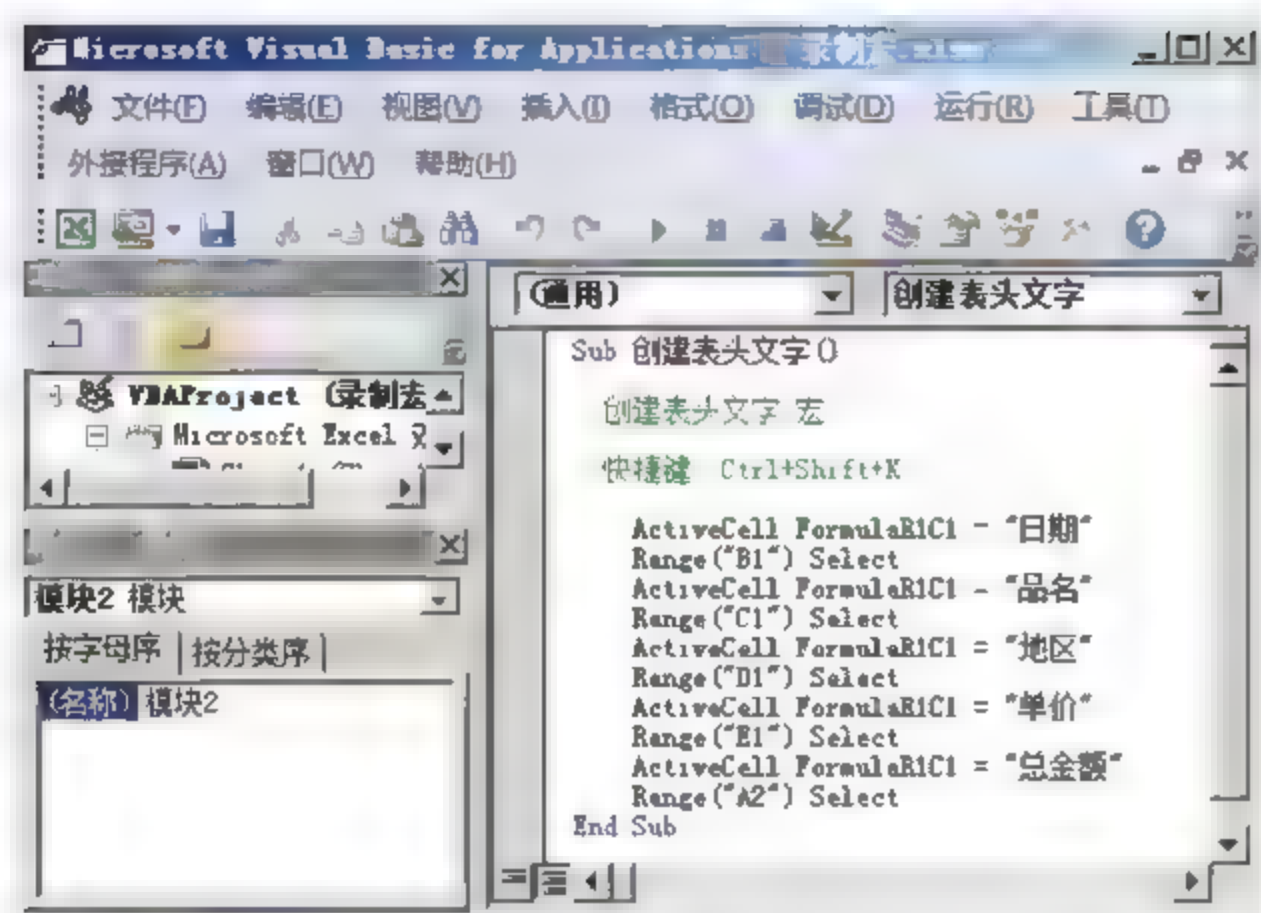 Microsoft Visual Basic for Applications 录制
文件(F) 编辑(E) 视图(V) 插入(I) 格式(O) 调试(D) 运行(R) 工具(T)
外接程序(A) 窗口(W) 帮助(H)
(通用) 创建表头文字
VBAProject (录制宏
Microsoft Excel
模块2 模块
按字母序 按分类序
(名称) 模块2
Sub 创建表头文字()
创建表头文字 宏
快捷键 Ctrl+Shift+K
ActiveCell FormulaR1C1 = "日期"
Range("B1") Select
ActiveCell FormulaR1C1 = "品名"
Range("C1") Select
ActiveCell FormulaR1C1 = "地区"
Range("D1") Select
ActiveCell FormulaR1C1 = "单价"
Range("E1") Select
ActiveCell FormulaR1C1 = "总金额"
Range("A2") Select
End Sub